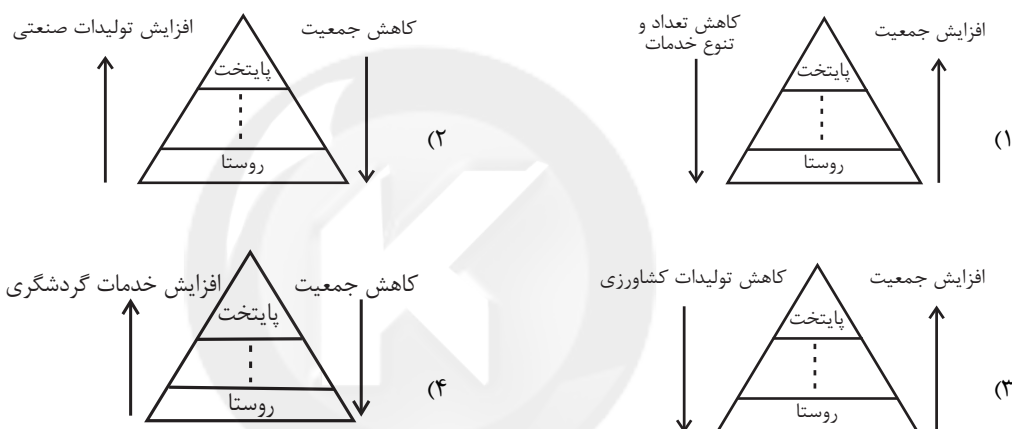 ۱)
افزایش جمعیت
کاهش تعداد و
تنوع خدمات
پایتخت
روستا
۲)
کاهش جمعیت
افزایش تولیدات صنعتی
پایتخت
روستا
۳)
افزایش جمعیت
کاهش تولیدات کشاورزی
پایتخت
روستا
۴)
کاهش جمعیت
افزایش خدمات گردشگری
پایتخت
روستا